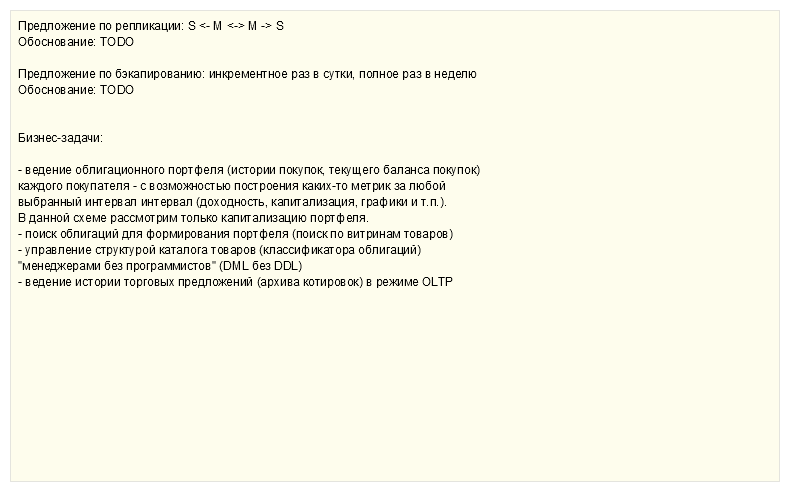 Предложение по репликации: S <- M <-> M -> S
Обоснование: TODO
Предложение по бэкапированию: инкрементное раз в сутки, полное раз в неделю
Обоснование: TODO
Бизнес-задачи:
- ведение облигационного портфеля (истории покупок, текущего баланса покупок)
каждого покупателя - с возможностью построения каких-то метрик за любой
выбранный интервал интервал (доходность, капитализация, графики и т.п.).
В данной схеме рассмотрим только капитализацию портфеля.
- поиск облигаций для формирования портфеля (поиск по витринам товаров)
- управление структурой каталога товаров (классификатора облигаций)
"менеджерами без программистов" (DML без DDL)
- ведение истории торговых предложений (архива котировок) в режиме OLTP